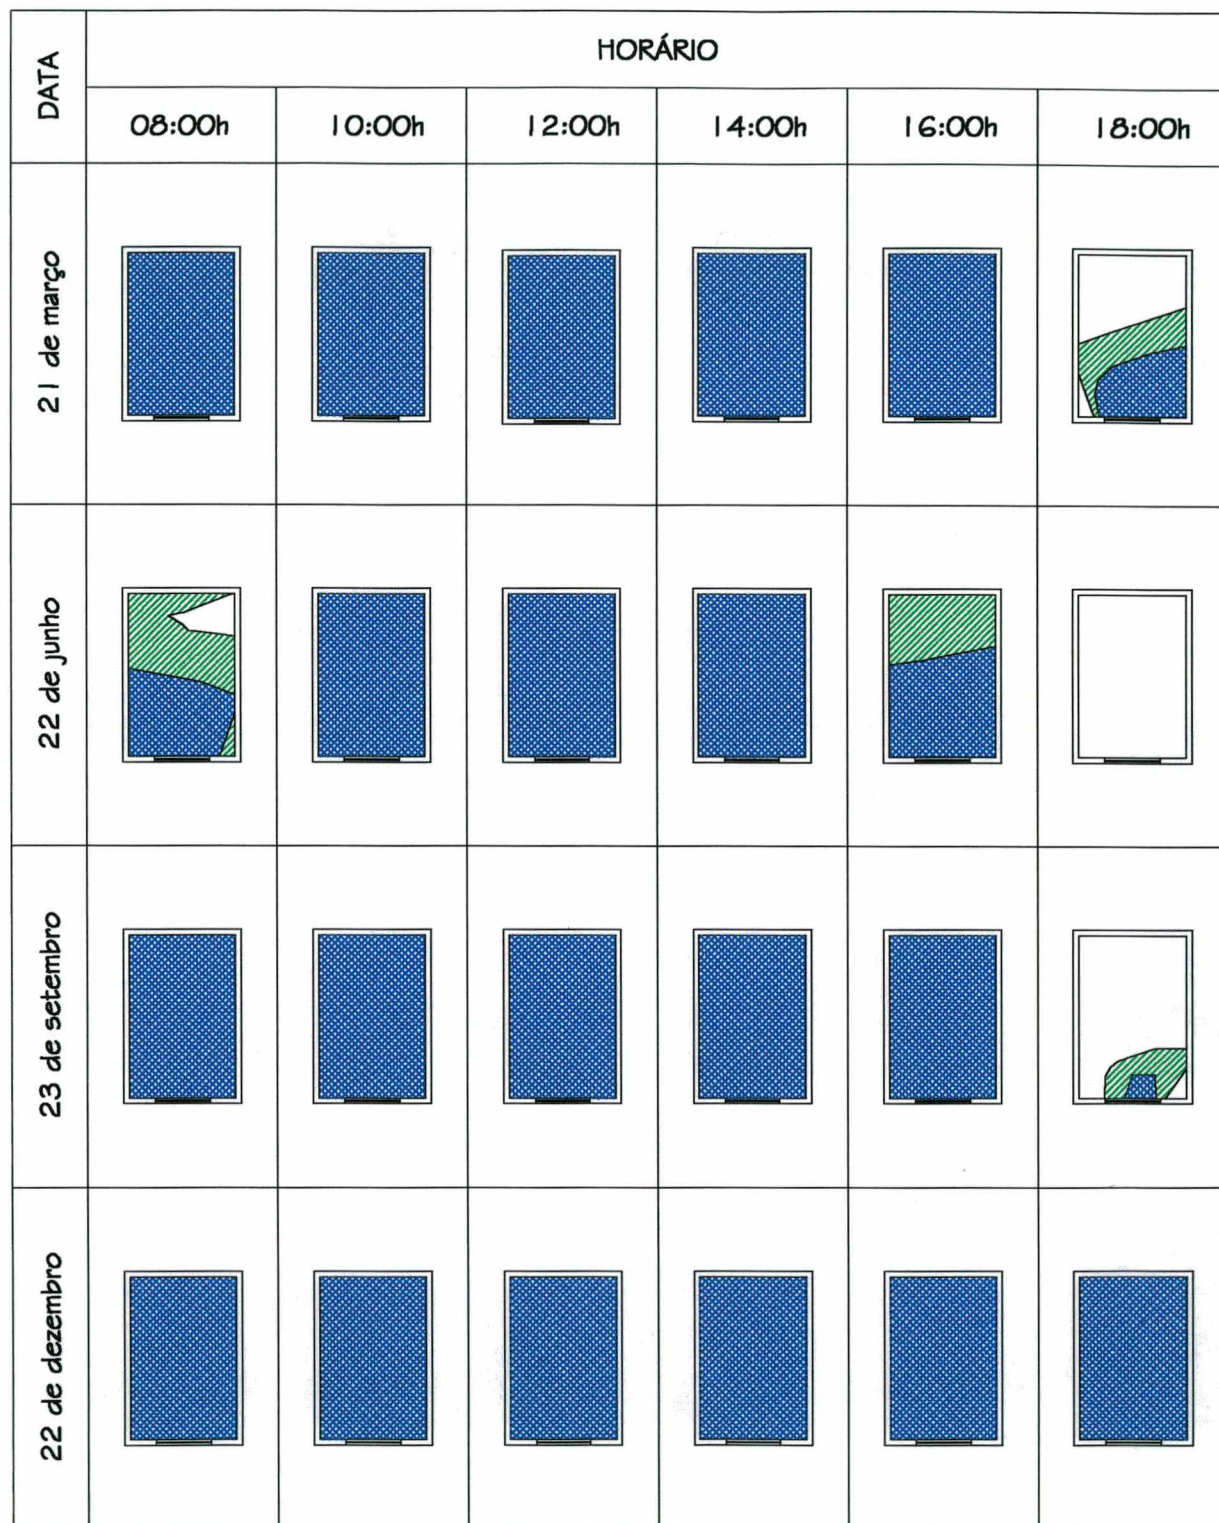 DATA
HORÁRIO
08:00h
10:00h
12:00h
14:00h
16:00h
18:00h
21 de março
22 de junho
23 de setembro
22 de dezembro